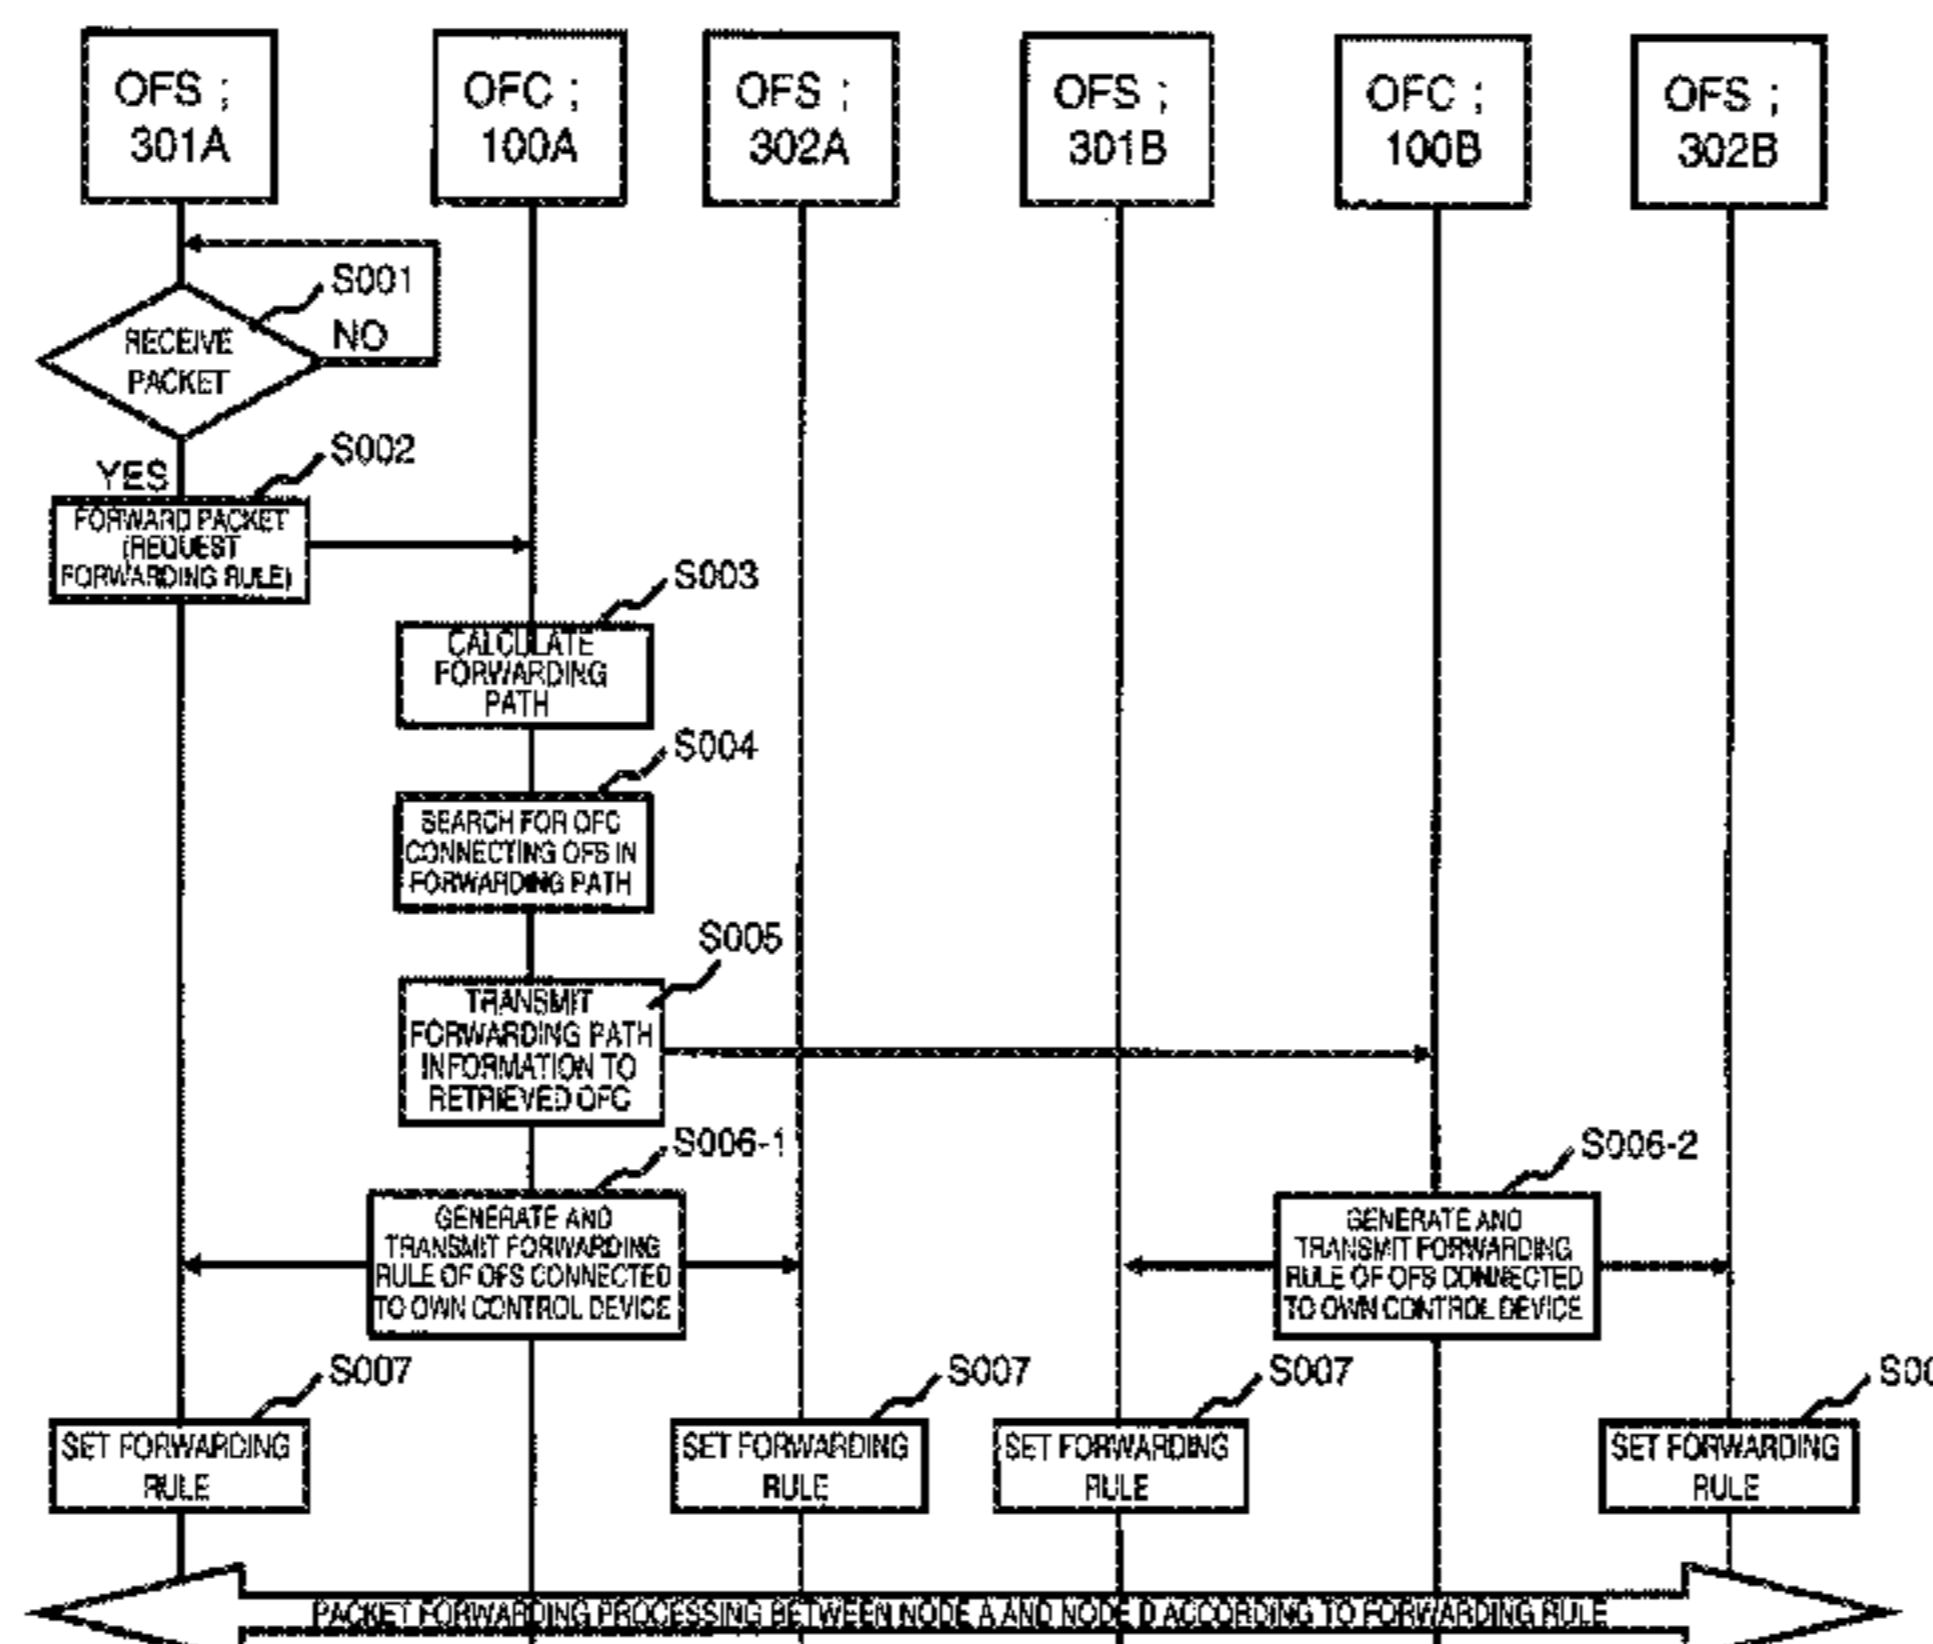 OFS ;
301A
OFC ;
100A
OFS ;
302A
OFS ;
301B
OFC ;
100B
OFS ;
302B
S001
RECEIVE
PACKET
NO
YES
S002
FORWARD PACKET
(REQUEST
FORWARDING RULE)
S003
CALCULATE
FORWARDING
PATH
S004
SEARCH FOR OFC
CONNECTING OFS IN
FORWARDING PATH
S005
TRANSMIT
FORWARDING PATH
INFORMATION TO
RETRIEVED OFC
S006-1
GENERATE AND
TRANSMIT FORWARDING
RULE OF OFS CONNECTED
TO OWN CONTROL DEVICE
S006-2
GENERATE AND
TRANSMIT FORWARDING
RULE OF OFS CONNECTED
TO OWN CONTROL DEVICE
S007
SET FORWARDING
RULE
S007
SET FORWARDING
RULE
S007
SET FORWARDING
RULE
SET FORWARDING
RULE
PACKET FORWARDING PROCESSING BETWEEN NODE A AND NODE D ACCORDING TO FORWARDING RULE